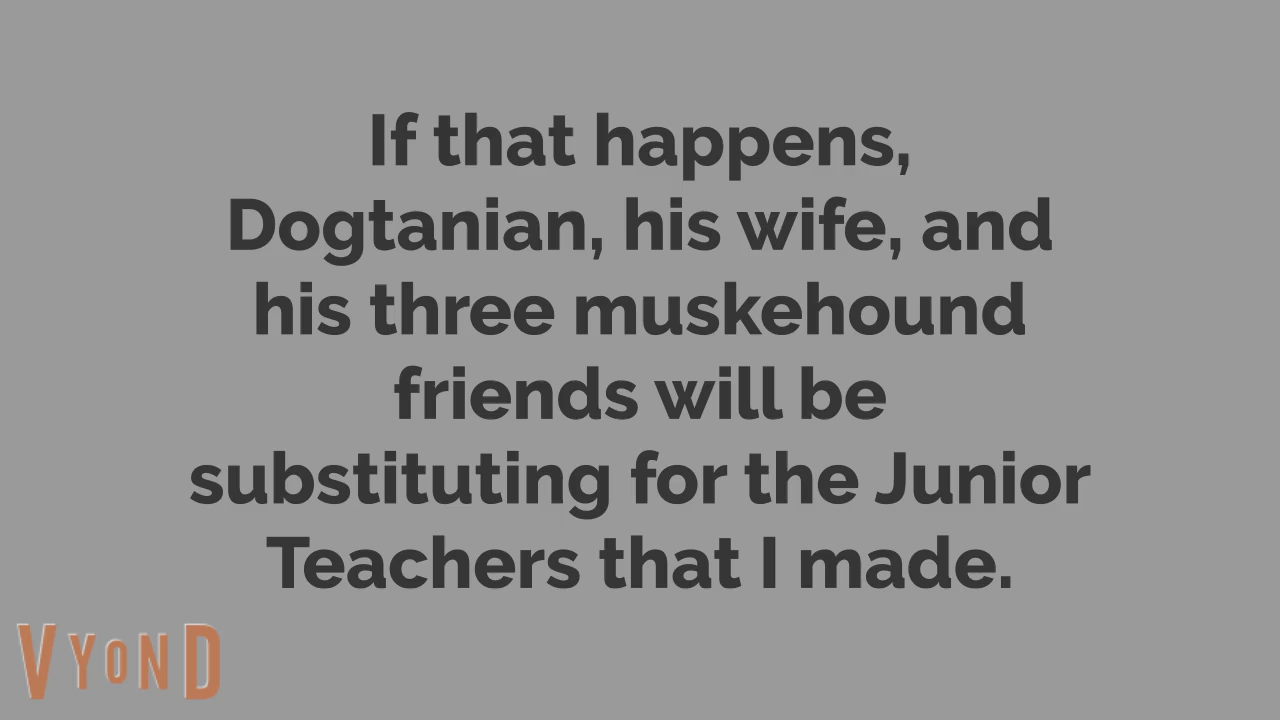 If that happens,
Dogtanian, his wife, and
his three muskehound
friends will be
substituting for the Junior
Teachers that I made.
VYOND